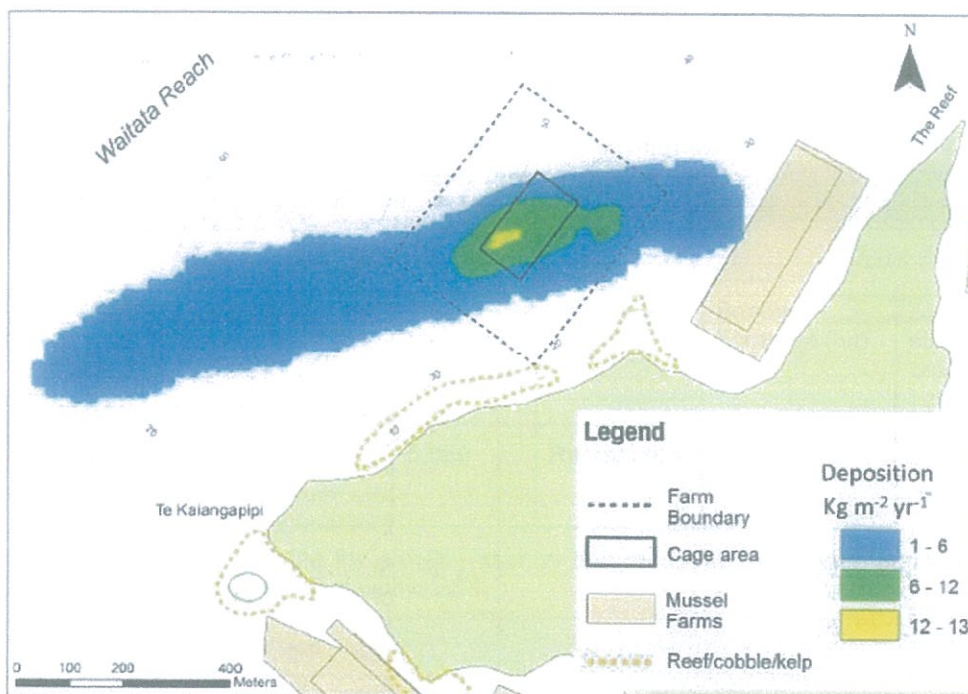 N
Waitata Reach
The Reef
Te Kaiangapipi
Legend
Farm
Boundary
Cage area
Mussel
Farms
Reef/cobble/kelp
Deposition
Kg m⁻² yr⁻¹
1 - 6
6 - 12
12 - 13
0 100 200 400
Meters